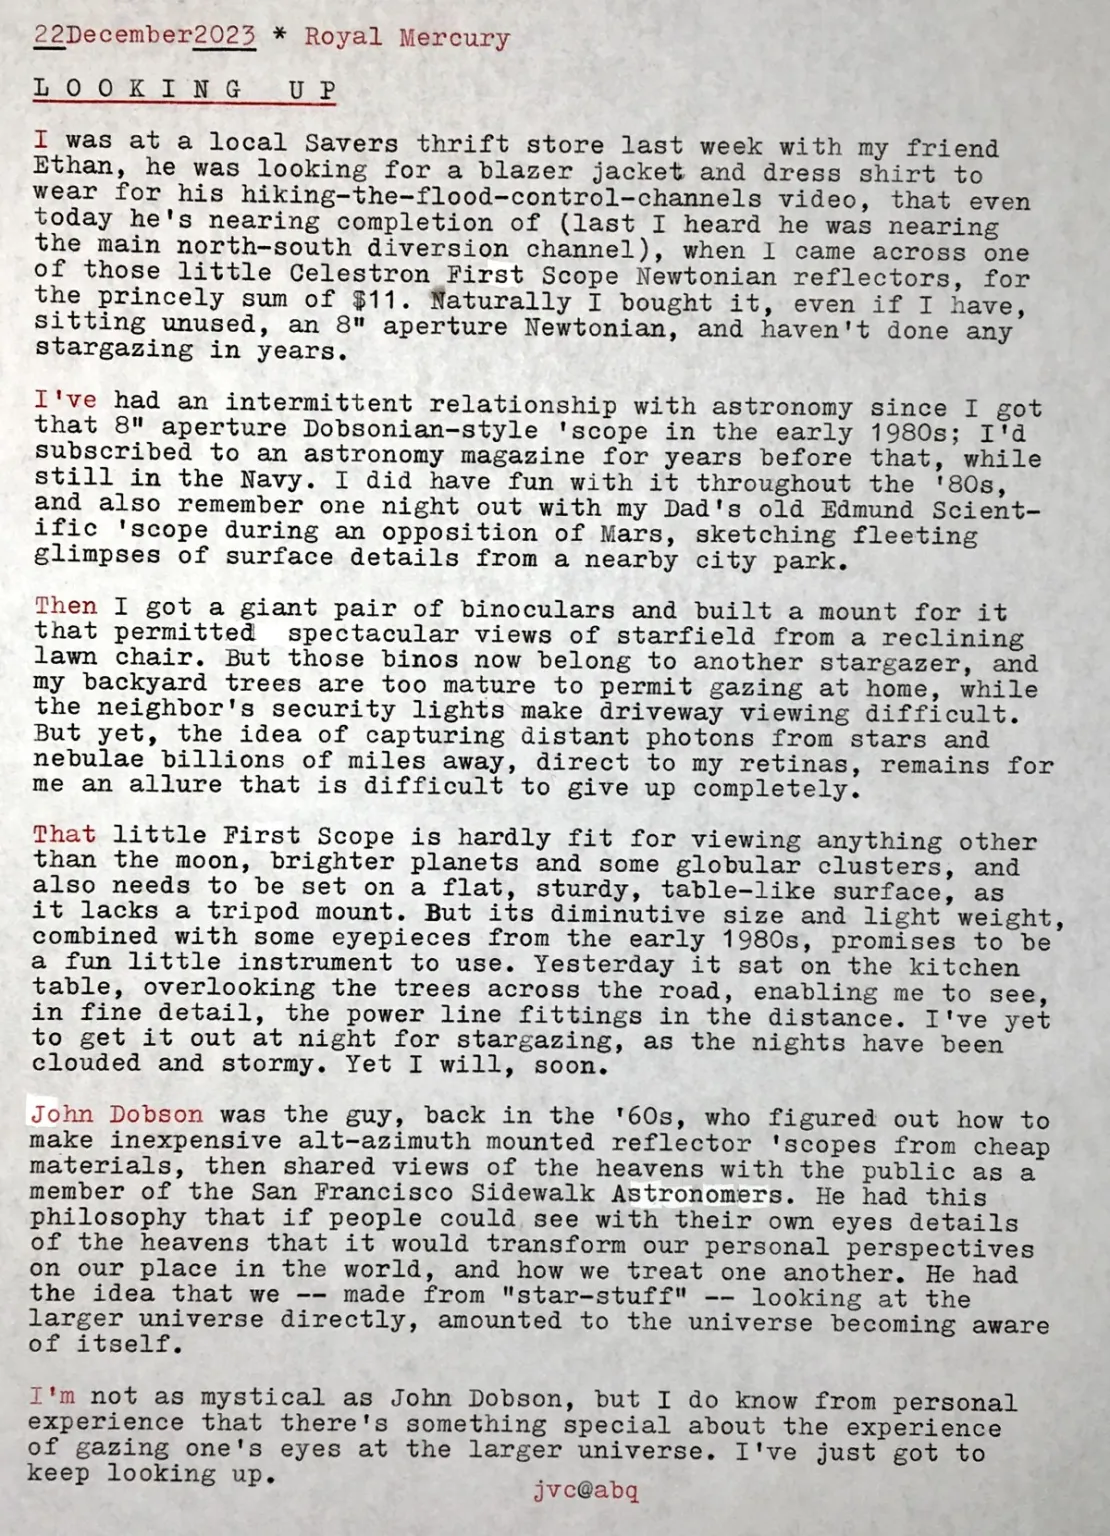 22December2023 * Royal Mercury
LOOKING UP
I was at a local Savers thrift store last week with my friend
Ethan, he was looking for a blazer jacket and dress shirt to
wear for his hiking-the-flood-control-channels video, that even
today he's nearing completion of (last I heard he was nearing
the main north-south diversion channel), when I came across one
of those little Celestron First Scope Newtonian reflectors, for
the princely sum of $11. Naturally I bought it, even if I have,
sitting unused, an 8" aperture Newtonian, and haven't done any
stargazing in years.
I've had an intermittent relationship with astronomy since I got
that 8" aperture Dobsonian-style 'scope in the early 1980s; I'd
subscribed to an astronomy magazine for years before that, while
still in the Navy. I did have fun with it throughout the '80s,
and also remember one night out with my Dad's old Edmund Scient-
ific 'scope during an opposition of Mars, sketching fleeting
glimpses of surface details from a nearby city park.
Then I got a giant pair of binoculars and built a mount for it
that permitted spectacular views of starfield from a reclining
lawn chair. But those binos now belong to another stargazer, and
my backyard trees are too mature to permit gazing at home, while
the neighbor's security lights make driveway viewing difficult.
But yet, the idea of capturing distant photons from stars and
nebulae billions of miles away, direct to my retinas, remains for
me an allure that is difficult to give up completely.
That little First Scope is hardly fit for viewing anything other
than the moon, brighter planets and some globular clusters, and
also needs to be set on a flat, sturdy, table-like surface, as
it lacks a tripod mount. But its diminutive size and light weight,
combined with some eyepieces from the early 1980s, promises to be
a fun little instrument to use. Yesterday it sat on the kitchen
table, overlooking the trees across the road, enabling me to see,
in fine detail, the power line fittings in the distance. I've yet
to get it out at night for stargazing, as the nights have been
clouded and stormy. Yet I will, soon.
John Dobson was the guy, back in the '60s, who figured out how to
make inexpensive alt-azimuth mounted reflector 'scopes from cheap
materials, then shared views of the heavens with the public as a
member of the San Francisco Sidewalk Astronomers. He had this
philosophy that if people could see with their own eyes details
of the heavens that it would transform our personal perspectives
on our place in the world, and how we treat one another. He had
the idea that we -- made from "star-stuff" -- looking at the
larger universe directly, amounted to the universe becoming aware
of itself.
I'm not as mystical as John Dobson, but I do know from personal
experience that there's something special about the experience
of gazing one's eyes at the larger universe. I've just got to
keep looking up.
jvc@abq